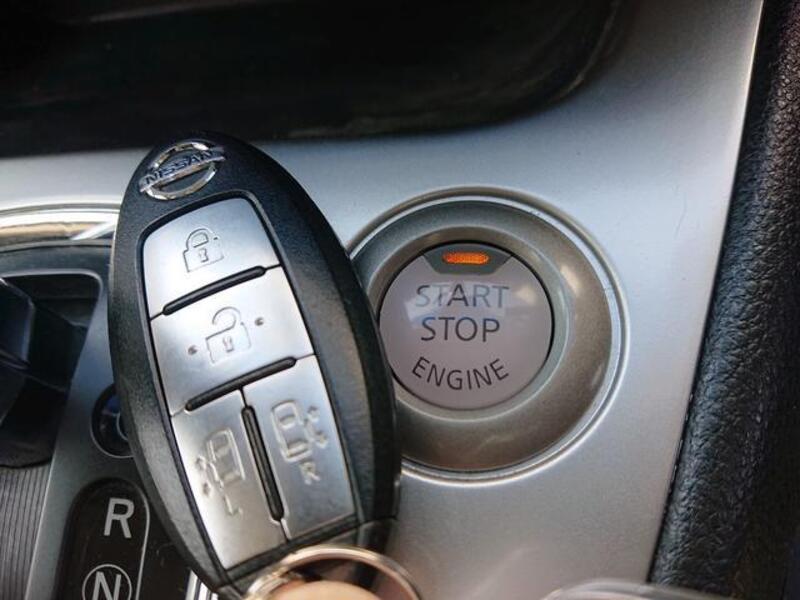 NISSAN
L
R
START
STOP
ENGINE
R
N